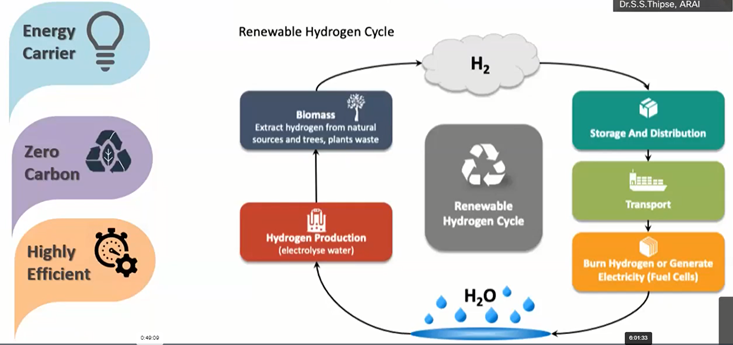 Dr.S.S.Thipse, ARAI
Energy
Carrier
Zero
Carbon
Highly
Efficient
Renewable Hydrogen Cycle
H₂
Biomass
Extract hydrogen from natural
sources and trees, plants waste
Storage And Distribution
Renewable
Hydrogen Cycle
Transport
Hydrogen Production
(electrolyse water)
Burn Hydrogen or Generate
Electricity (Fuel Cells)
H₂O
0:49:09
6:01:33